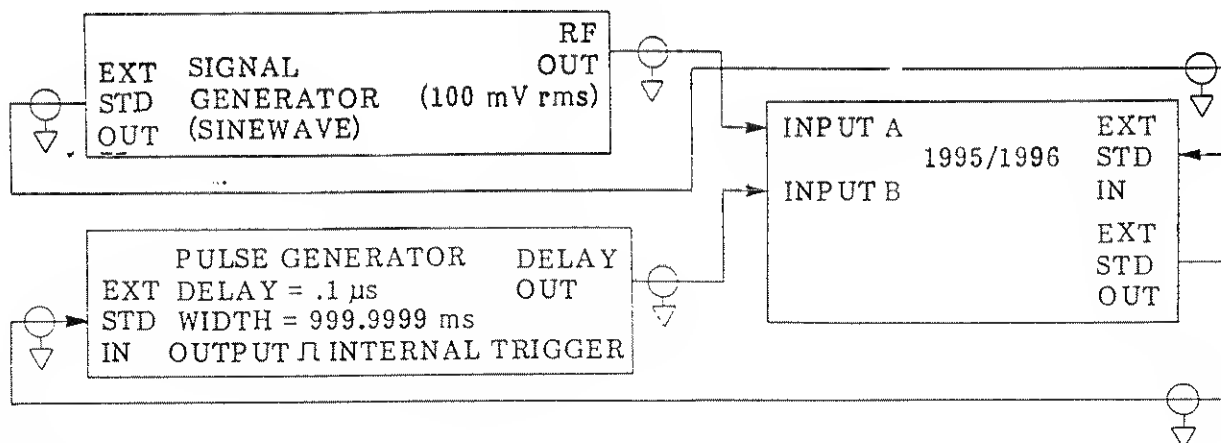 RF
EXT SIGNAL OUT
STD GENERATOR (100 mV rms)
OUT (SINEWAVE)
INPUT A EXT
1995/1996 STD
INPUT B IN
EXT
STD
OUT
PULSE GENERATOR DELAY
EXT DELAY = .1 µs OUT
STD WIDTH = 999.9999 ms
IN OUTPUT ⎍ INTERNAL TRIGGER